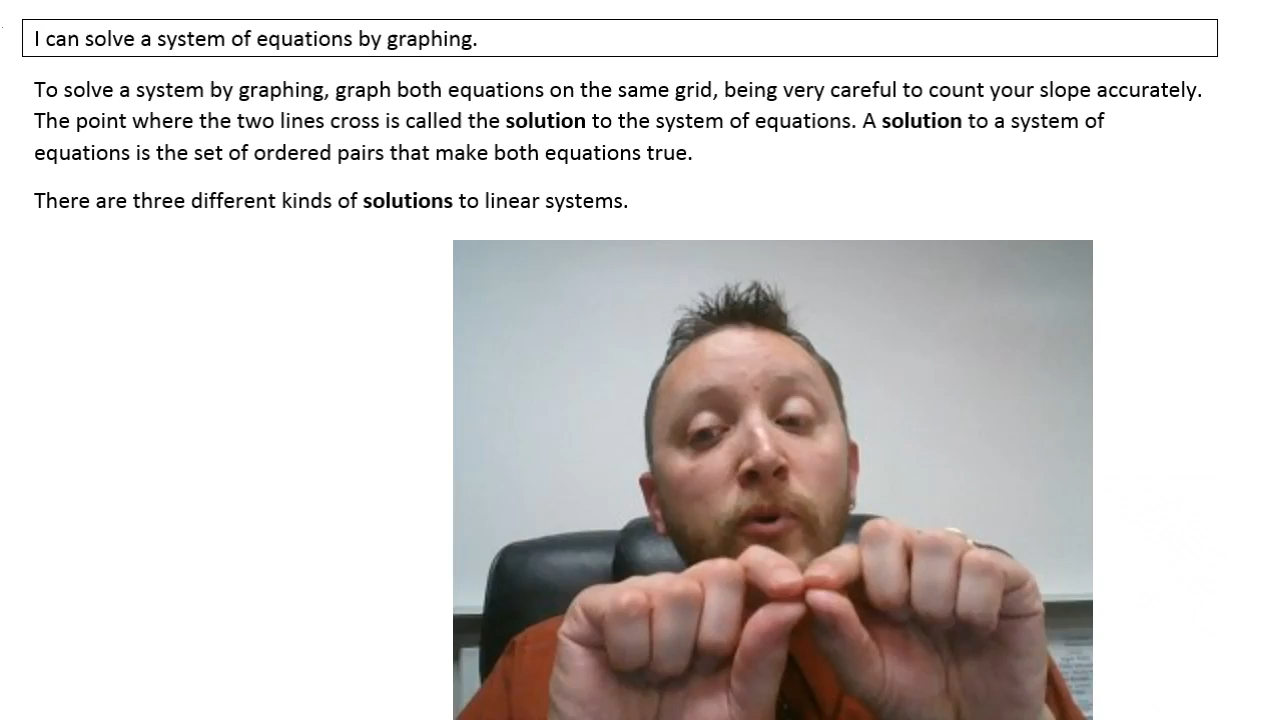 I can solve a system of equations by graphing.
To solve a system by graphing, graph both equations on the same grid, being very careful to count your slope accurately.
The point where the two lines cross is called the solution to the system of equations. A solution to a system of
equations is the set of ordered pairs that make both equations true.
There are three different kinds of solutions to linear systems.